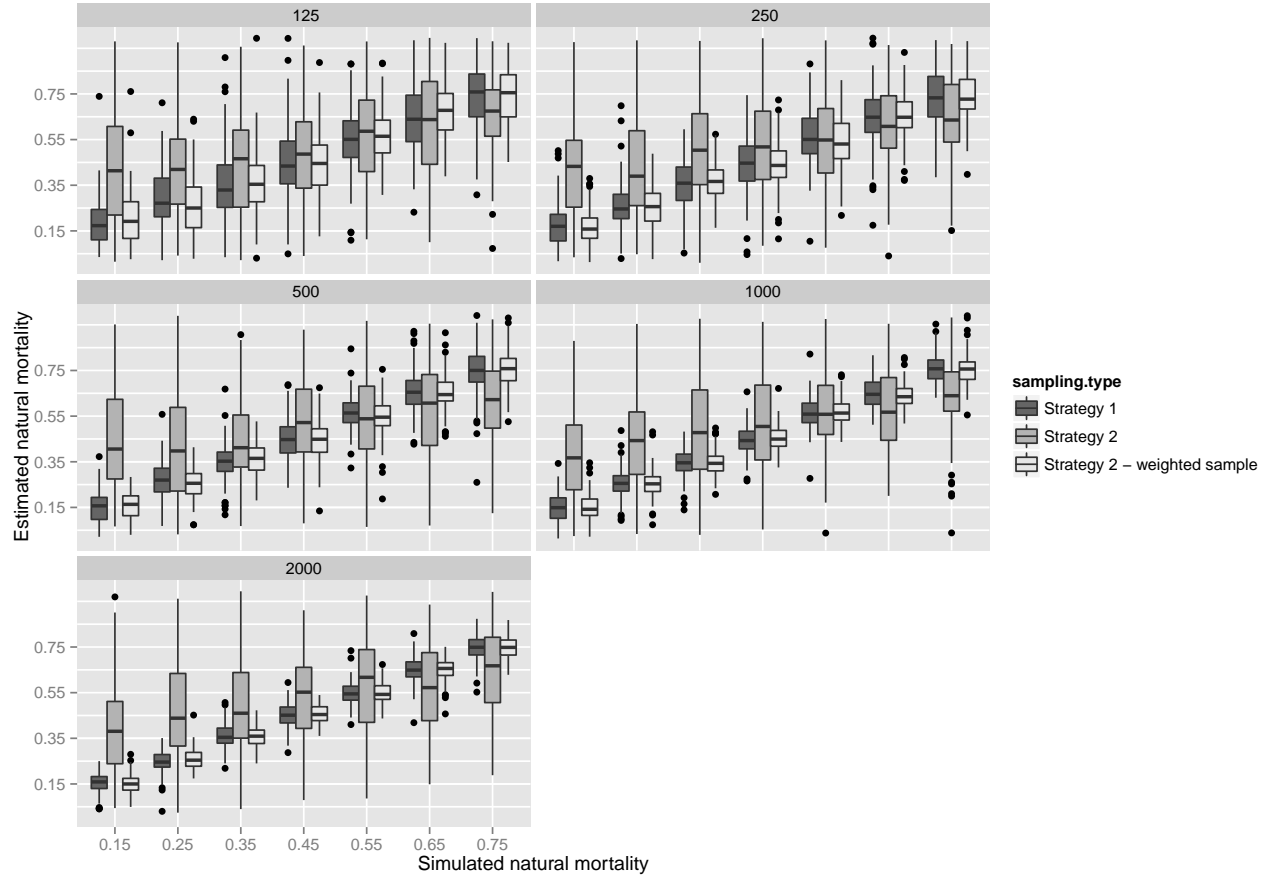 125
250
0.75
0.55
0.35
0.15
500
1000
Estimated natural mortality
0.75
0.55
0.35
0.15
sampling.type
Strategy 1
Strategy 2
Strategy 2 − weighted sample
2000
0.75
0.55
0.35
0.15
0.15 0.25 0.35 0.45 0.55 0.65 0.75
Simulated natural mortality